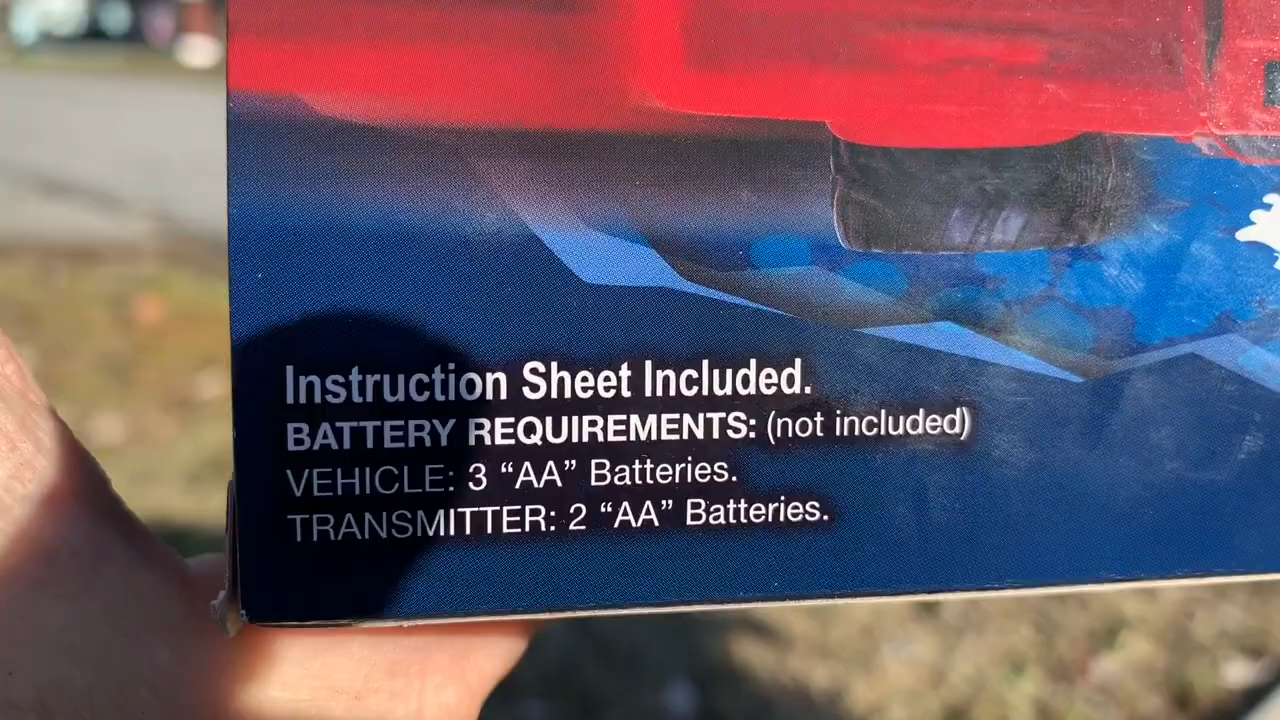 Instruction Sheet Included.
BATTERY REQUIREMENTS: (not included)
VEHICLE: 3 “AA” Batteries.
TRANSMITTER: 2 “AA” Batteries.